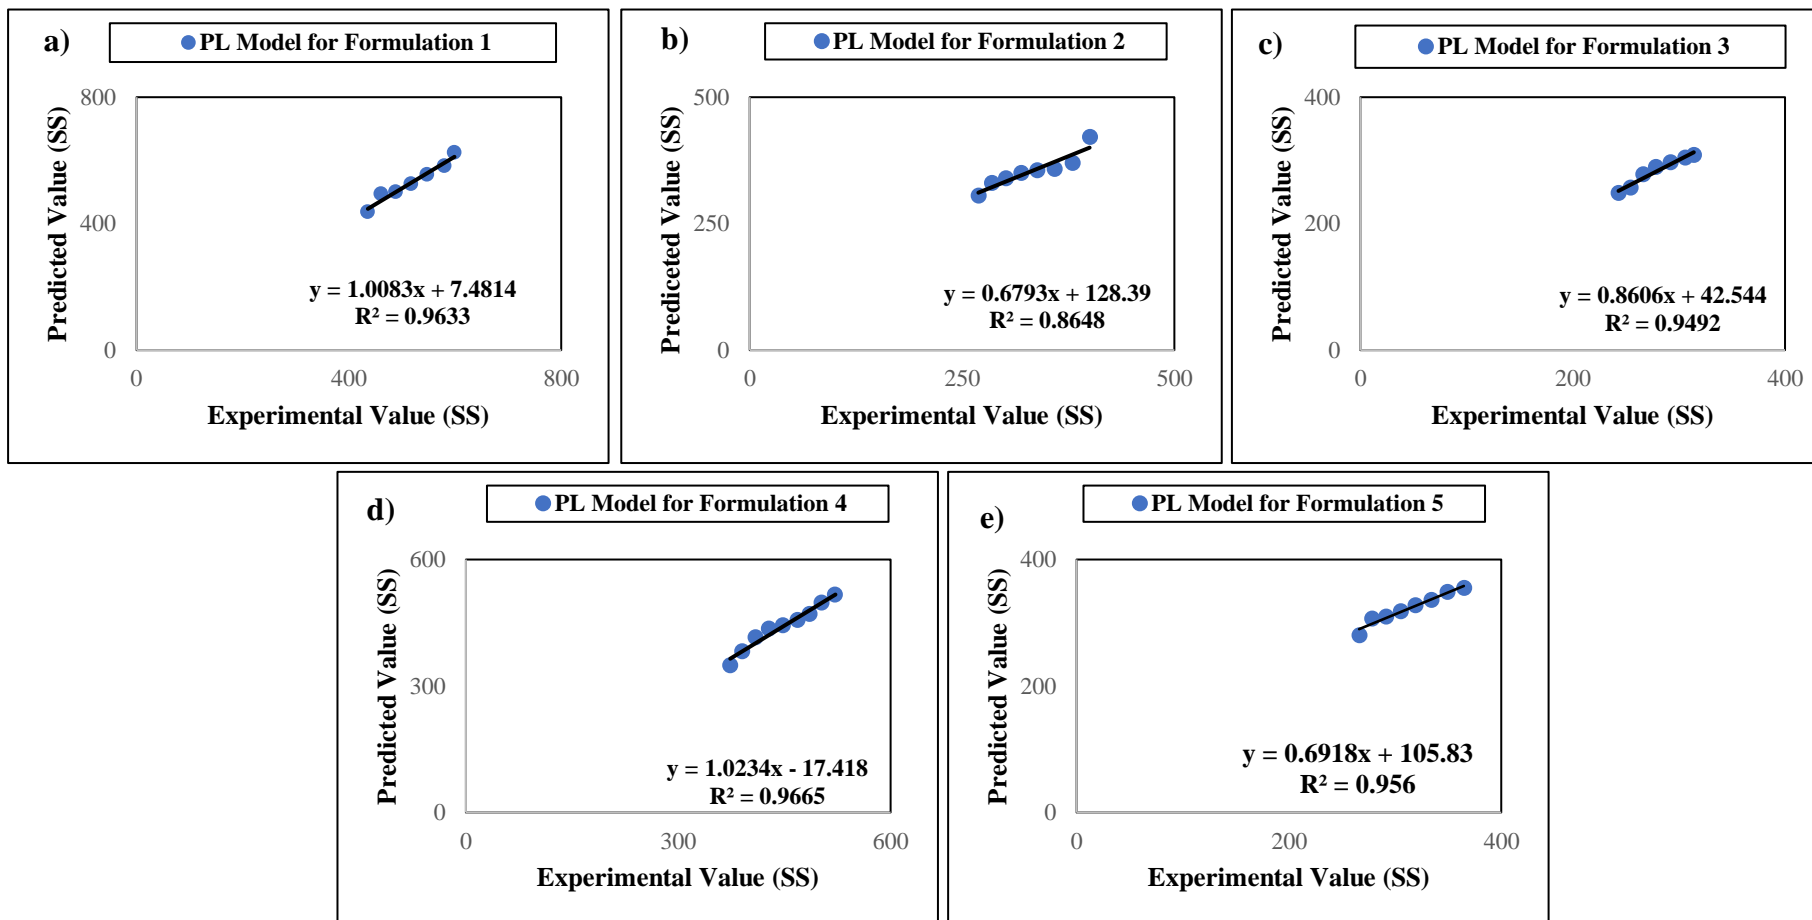 a)
PL Model for Formulation 1
Predicted Value (SS)
800
400
0
y = 1.0083x + 7.4814
R² = 0.9633
0 400 800
Experimental Value (SS)
b)
PL Model for Formulation 2
Prediceted Value (SS)
500
250
0
y = 0.6793x + 128.39
R² = 0.8648
0 250 500
Experimental Value (SS)
c)
PL Model for Formulation 3
Predicted Value (SS)
400
200
0
y = 0.8606x + 42.544
R² = 0.9492
0 200 400
Experimental Value (SS)
d)
PL Model for Formulation 4
Predicted Value (SS)
600
300
0
y = 1.0234x - 17.418
R² = 0.9665
0 300 600
Experimental Value (SS)
e)
PL Model for Formulation 5
Predicted Value (SS)
400
200
0
y = 0.6918x + 105.83
R² = 0.956
0 200 400
Experimental Value (SS)